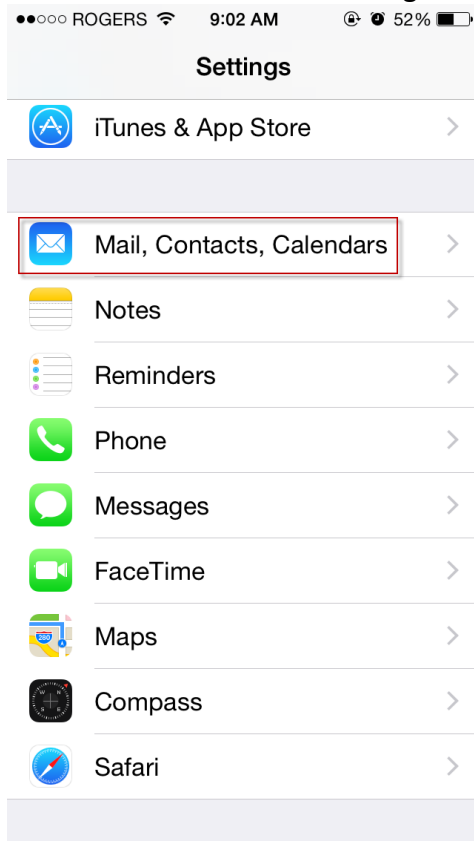 ROGERS 9:02 AM 52%
Settings
iTunes & App Store
Mail, Contacts, Calendars
Notes
Reminders
Phone
Messages
FaceTime
280
Maps
Compass
Safari